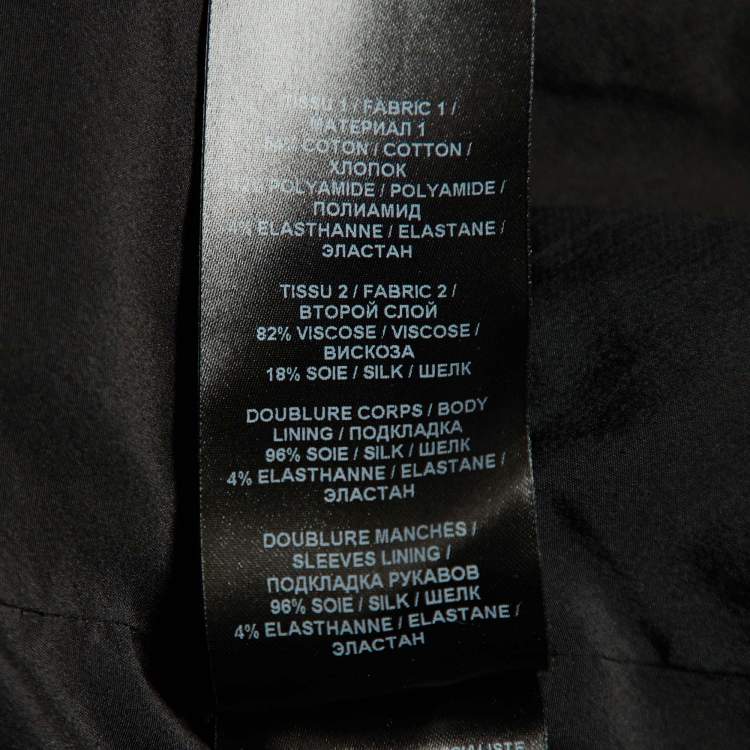 TISSU 1 / FABRIC 1 /
МАТЕРИАЛ 1
COTON / COTTON /
ХЛОПОК
POLYAMIDE / POLYAMIDE /
ПОЛИАМИД
4% ELASTHANNE / ELASTANE /
ЭЛАСТАН
TISSU 2 / FABRIC 2 /
ВТОРОЙ СЛОЙ
82% VISCOSE / VISCOSE /
ВИСКОЗА
18% SOIE / SILK / ШЕЛК
DOUBLURE CORPS / BODY
LINING / ПОДКЛАДКА
96% SOIE / SILK / ШЕЛК
4% ELASTHANNE / ELASTANE /
ЭЛАСТАН
DOUBLURE MANCHES /
SLEEVES LINING /
ПОДКЛАДКА РУКАВОВ
96% SOIE / SILK / ШЕЛК
4% ELASTHANNE / ELASTANE /
ЭЛАСТАН